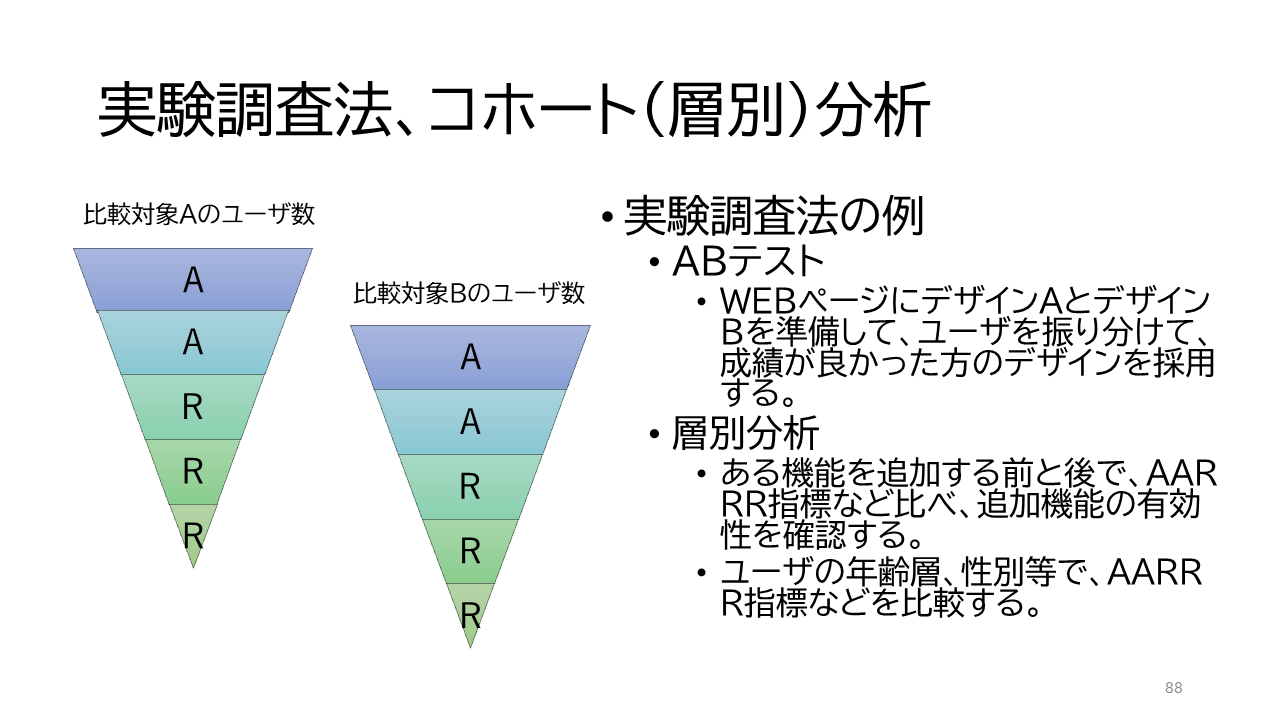 実験調査法、コホート（層別）分析
比較対象Aのユーザ数
A
A
R
R
R
比較対象Bのユーザ数
A
A
R
R
R
• 実験調査法の例
• ABテスト
• WEBページにデザインAとデザイン
Bを準備して、ユーザを振り分けて、
成績が良かった方のデザインを採用
する。
• 層別分析
• ある機能を追加する前と後で、AAR
RR指標など比べ、追加機能の有効
性を確認する。
• ユーザの年齢層、性別等で、AARR
R指標などを比較する。
88